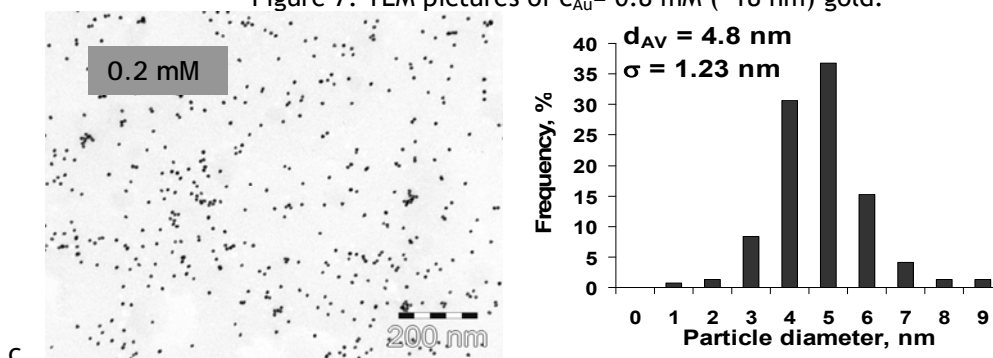 Figure 7. TEM pictures of cAu= 0.8 mM (~18 nm) gold.
0.2 mM
200 nm
c
dAV = 4.8 nm
σ = 1.23 nm
Frequency, %
40
35
30
25
20
15
10
5
0
0 1 2 3 4 5 6 7 8 9
Particle diameter, nm